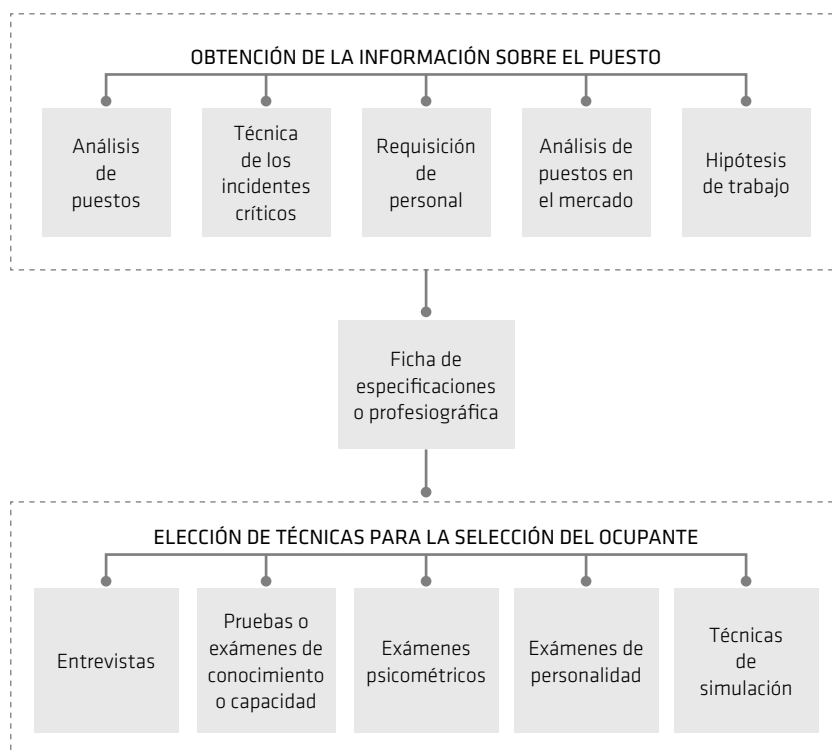 OBTENCIÓN DE LA INFORMACIÓN SOBRE EL PUESTO
Análisis
de
puestos
Técnica
de los
incidentes
críticos
Requisición
de
personal
Análisis de
puestos en
el mercado
Hipótesis
de trabajo
Ficha de
especificaciones
o profesiográfica
ELECCIÓN DE TÉCNICAS PARA LA SELECCIÓN DEL OCUPANTE
Entrevistas
Pruebas o
exámenes de
conocimiento
o capacidad
Exámenes
psicométricos
Exámenes de
personalidad
Técnicas
de
simulación